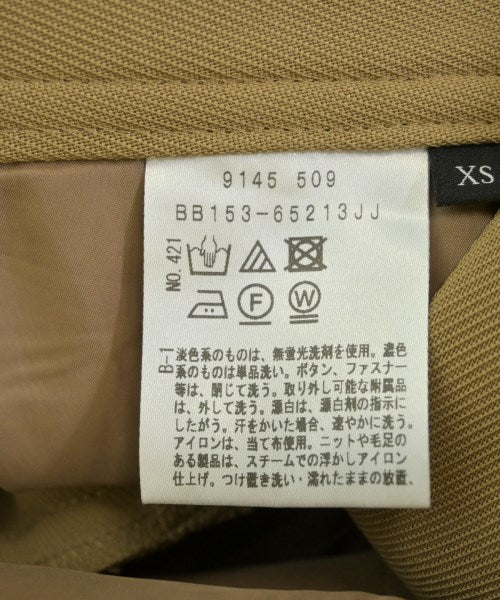 9145 509
XS
BB153-65213JJ
NO.421
F
W
B-1
淡色系のものは、無蛍光洗剤を使用。濃色
系のものは単品洗い。ボタン、ファスナー
等は、閉じて洗う。取り外し可能な附属品
は、外して洗う。漂白は、漂白剤の指示に
したがう。汗をかいた場合、速やかに洗う。
アイロンは、当て布使用。ニットや毛足の
ある製品は、スチームでの浮かしアイロン
仕上げ。つけ置き洗い・濡れたままの放置、